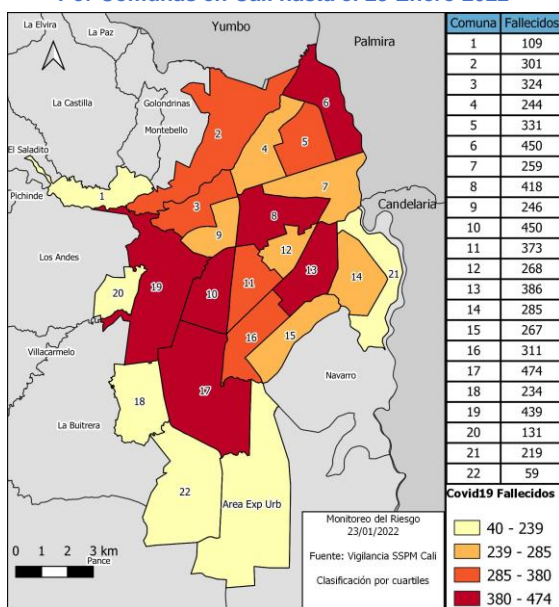 Por Comunas en Cali hasta el 23 Enero 2022
La Elvira
La Paz
Yumbo
Palmira
La Castilla
Golondrinas
Montebello
El Saladito
Pichinde
Candelaria
Los Andes
Villacarmelo
La Buitrera
Navarro
Pance
Area Exp Urb
1
2
3
4
5
6
7
8
9
10
11
12
13
14
15
16
17
18
19
20
21
22
0 1 2 3 km
Monitoreo del Riesgo
23/01/2022
Fuente: Vigilancia SSPM Cali
Clasificación por cuartiles
Comuna Fallecidos
1 109
2 301
3 324
4 244
5 331
6 450
7 259
8 418
9 246
10 450
11 373
12 268
13 386
14 285
15 267
16 311
17 474
18 234
19 439
20 131
21 219
22 59
Covid19 Fallecidos
40 - 239
239 - 285
285 - 380
380 - 474